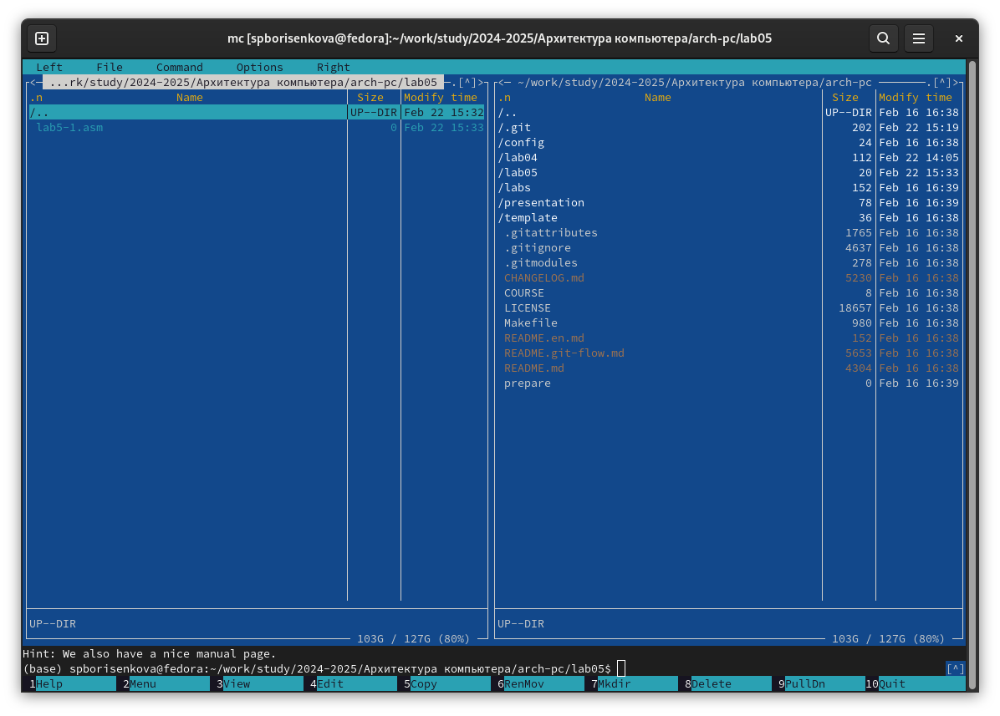 mc [spborisenkova@fedora]:~/work/study/2024-2025/Архитектура компьютера/arch-pc/lab05
Left File Command Options Right
<─ ...rk/study/2024-2025/Архитектура компьютера/arch-pc/lab05 ─.[^]>
.n Name Size Modify time
/.. UP--DIR Feb 22 15:32
lab5-1.asm 0 Feb 22 15:33
UP--DIR
103G / 127G (80%)
<─ ~/work/study/2024-2025/Архитектура компьютера/arch-pc ───────.[^]>
.n Name Size Modify time
/.. UP--DIR Feb 16 16:38
/.git 202 Feb 22 15:19
/config 24 Feb 16 16:38
/lab04 112 Feb 22 14:05
/lab05 20 Feb 22 15:33
/labs 152 Feb 16 16:39
/presentation 78 Feb 16 16:39
/template 36 Feb 16 16:38
.gitattributes 1765 Feb 16 16:38
.gitignore 4637 Feb 16 16:38
.gitmodules 278 Feb 16 16:38
CHANGELOG.md 5230 Feb 16 16:38
COURSE 8 Feb 16 16:38
LICENSE 18657 Feb 16 16:38
Makefile 980 Feb 16 16:38
README.en.md 152 Feb 16 16:38
README.git-flow.md 5653 Feb 16 16:38
README.md 4304 Feb 16 16:38
prepare 0 Feb 16 16:39
UP--DIR
103G / 127G (80%)
Hint: We also have a nice manual page.
(base) spborisenkova@fedora:~/work/study/2024-2025/Архитектура компьютера/arch-pc/lab05$ [^]
1Help 2Menu 3View 4Edit 5Copy 6RenMov 7Mkdir 8Delete 9PullDn 10Quit